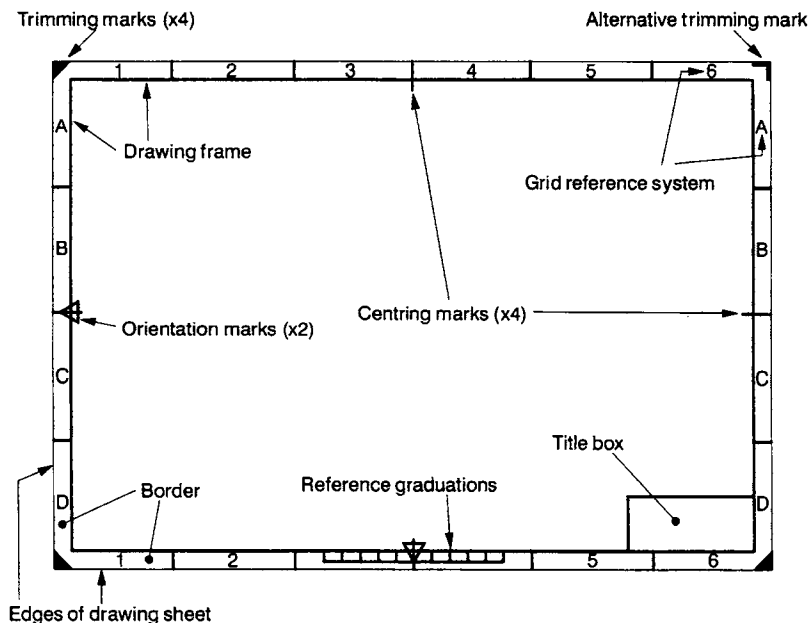 Trimming marks (x4)
Alternative trimming mark
1 2 3 4 5 6
A A
Drawing frame
Grid reference system
B B
Centring marks (x4)
Orientation marks (x2)
C C
Title box
Reference graduations
Border
D D
1 2 5 6
Edges of drawing sheet